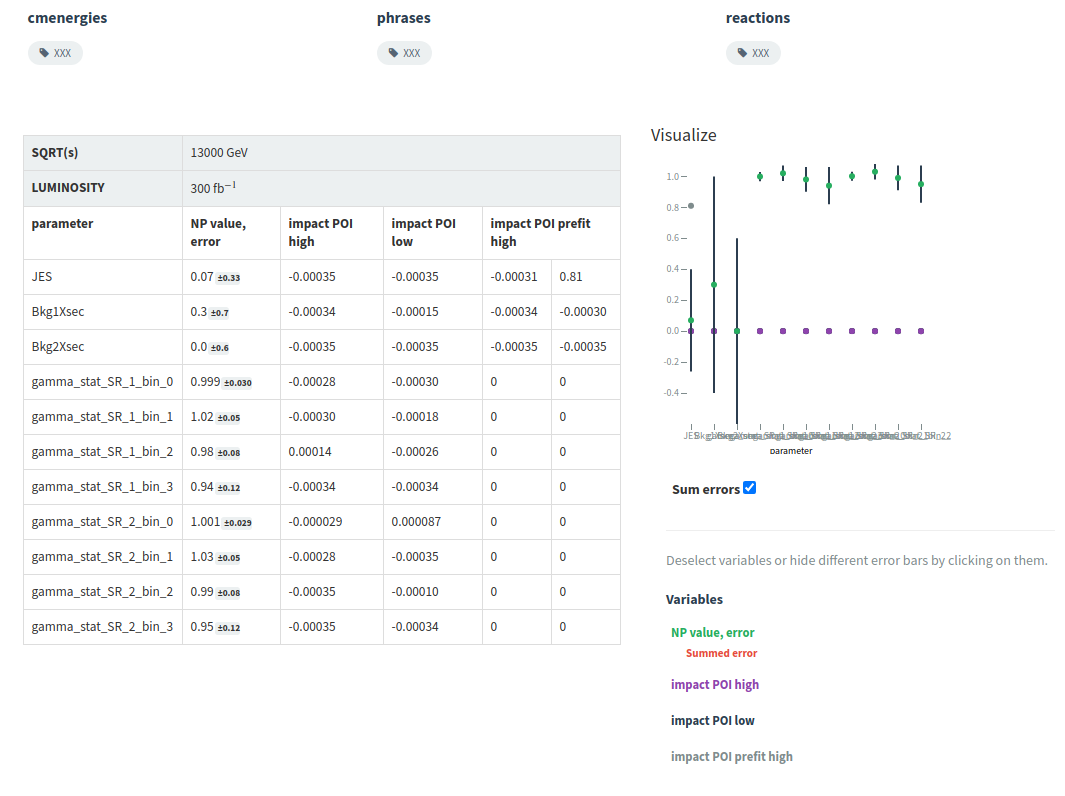 cmenergies phrases reactions
XXX XXX XXX
Visualize
SQRT(s) 13000 GeV
LUMINOSITY 300 fb⁻¹
parameter NP value, error impact POI high impact POI low impact POI prefit high
JES 0.07 ±0.33 -0.00035 -0.00035 -0.00031 0.81
Bkg1Xsec 0.3 ±0.7 -0.00034 -0.00015 -0.00034 -0.00030
Bkg2Xsec 0.0 ±0.6 -0.00035 -0.00035 -0.00035 -0.00035
gamma_stat_SR_1_bin_0 0.999 ±0.030 -0.00028 -0.00030 0 0
gamma_stat_SR_1_bin_1 1.02 ±0.05 -0.00030 -0.00018 0 0
gamma_stat_SR_1_bin_2 0.98 ±0.08 0.00014 -0.00026 0 0
gamma_stat_SR_1_bin_3 0.94 ±0.12 -0.00034 -0.00034 0 0
gamma_stat_SR_2_bin_0 1.001 ±0.029 -0.000029 0.000087 0 0
gamma_stat_SR_2_bin_1 1.03 ±0.05 -0.00028 -0.00035 0 0
gamma_stat_SR_2_bin_2 0.99 ±0.08 -0.00035 -0.00010 0 0
gamma_stat_SR_2_bin_3 0.95 ±0.12 -0.00035 -0.00034 0 0
1.0
0.8
0.6
0.4
0.2
0.0
-0.2
-0.4
JES
parameter
Sum errors
Deselect variables or hide different error bars by clicking on them.
Variables
NP value, error
Summed error
impact POI high
impact POI low
impact POI prefit high